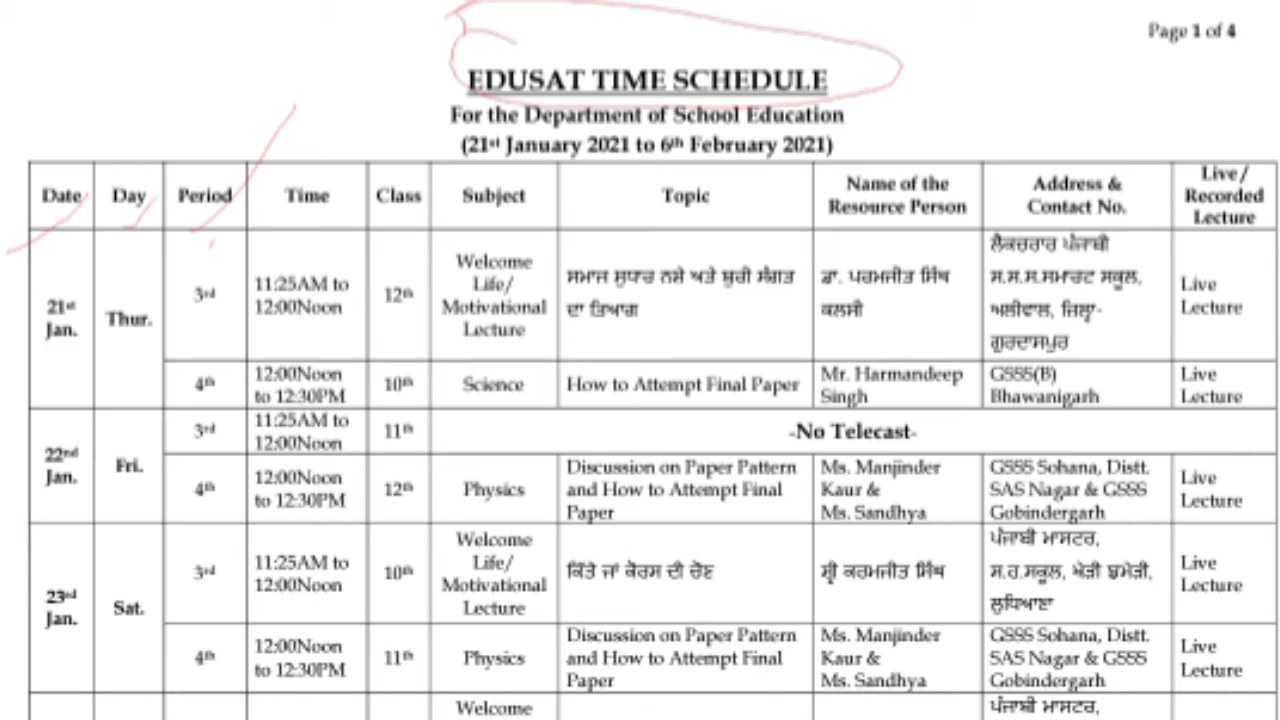 Page 1 of 4
EDUSAT TIME SCHEDULE
For the Department of School Education
(21st January 2021 to 6th February 2021)
Date Day Period Time Class Subject Topic Name of the Resource Person Address & Contact No. Live / Recorded Lecture
21st Jan.
Thur.
3rd
11:25AM to
12:00Noon
12th
Welcome
Life/
Motivational
Lecture
ਸਮਾਜ ਸੁਧਾਰ ਨਸ਼ੇ ਅਤੇ ਬੁਰੀ ਸੰਗਤ
ਦਾ ਤਿਆਗ
ਡਾ. ਪਰਮਜੀਤ ਸਿੰਘ
ਕਲਸੀ
ਲੈਕਚਰਾਰ ਪੰਜਾਬੀ
ਸ.ਸ.ਸ.ਸਮਾਰਟ ਸਕੂਲ,
ਅਲੀਵਾਲ, ਜ਼ਿਲ੍ਹਾ-
ਗੁਰਦਾਸਪੁਰ
Live
Lecture
4th
12:00Noon
to 12:30PM
10th
Science
How to Attempt Final Paper
Mr. Harmandeep
Singh
GSSS(B)
Bhawanigarh
Live
Lecture
22nd
Jan.
Fri.
3rd
11:25AM to
12:00Noon
11th
-No Telecast-
4th
12:00Noon
to 12:30PM
12th
Physics
Discussion on Paper Pattern
and How to Attempt Final
Paper
Ms. Manjinder
Kaur &
Ms. Sandhya
GSSS Sohana, Distt.
SAS Nagar & GSSS
Gobindergarh
Live
Lecture
23rd
Jan.
Sat.
3rd
11:25AM to
12:00Noon
10th
Welcome
Life/
Motivational
Lecture
ਕਿੱਤੇ ਜਾਂ ਕੋਰਸ ਦੀ ਚੋਣ
ਸ਼੍ਰੀ ਕਰਮਜੀਤ ਸਿੰਘ
ਪੰਜਾਬੀ ਮਾਸਟਰ,
ਸ.ਹ.ਸਕੂਲ,
ਲੁਧਿਆਣਾ
Live
Lecture
4th
12:00Noon
to 12:30PM
11th
Physics
Discussion on Paper Pattern
and How to Attempt Final
Paper
Ms. Manjinder
Kaur &
Ms. Sandhya
GSSS Sohana, Distt.
SAS Nagar & GSSS
Gobindergarh
Live
Lecture
Welcome
ਪੰਜਾਬੀ ਮਾਸਟਰ,